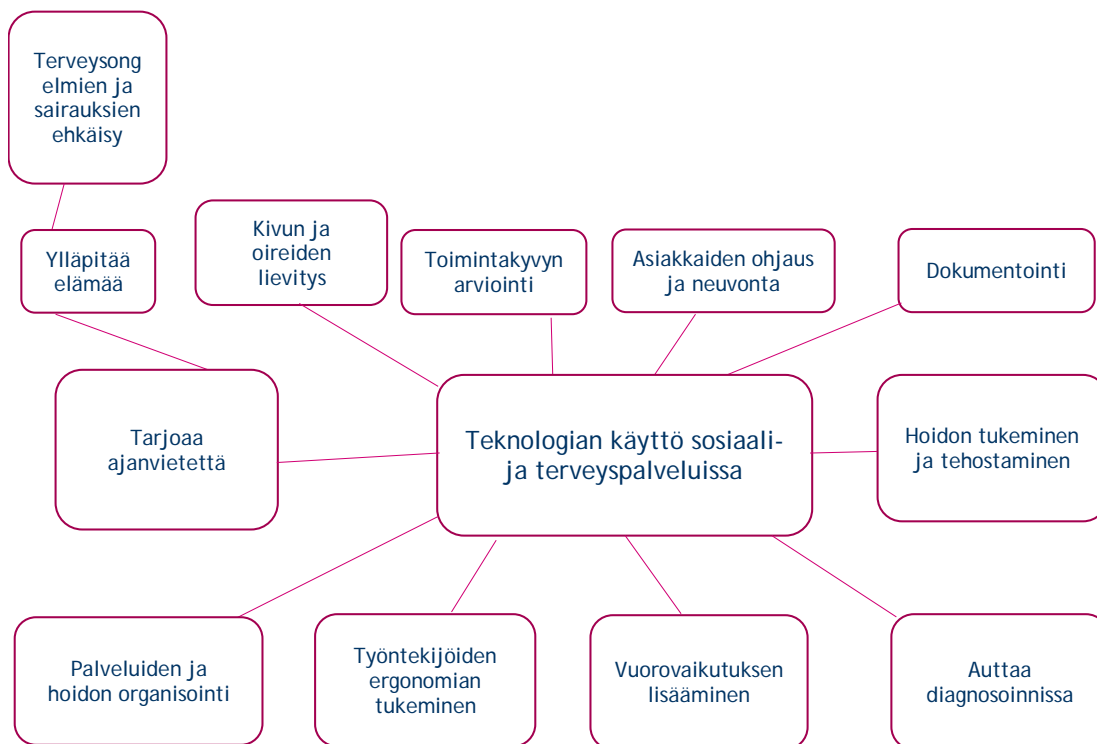 Terveysong
elmien ja
sairauksien
ehkäisy
Ylläpitää
elämää
Kivun ja
oireiden
lievitys
Toimintakyvyn
arviointi
Asiakkaiden ohjaus
ja neuvonta
Dokumentointi
Tarjoaa
ajanvietettä
Teknologian käyttö sosiaali-
ja terveyspalveluissa
Hoidon tukeminen
ja tehostaminen
Palveluiden ja
hoidon organisointi
Työntekijöiden
ergonomian
tukeminen
Vuorovaikutuksen
lisääminen
Auttaa
diagnosoinnissa